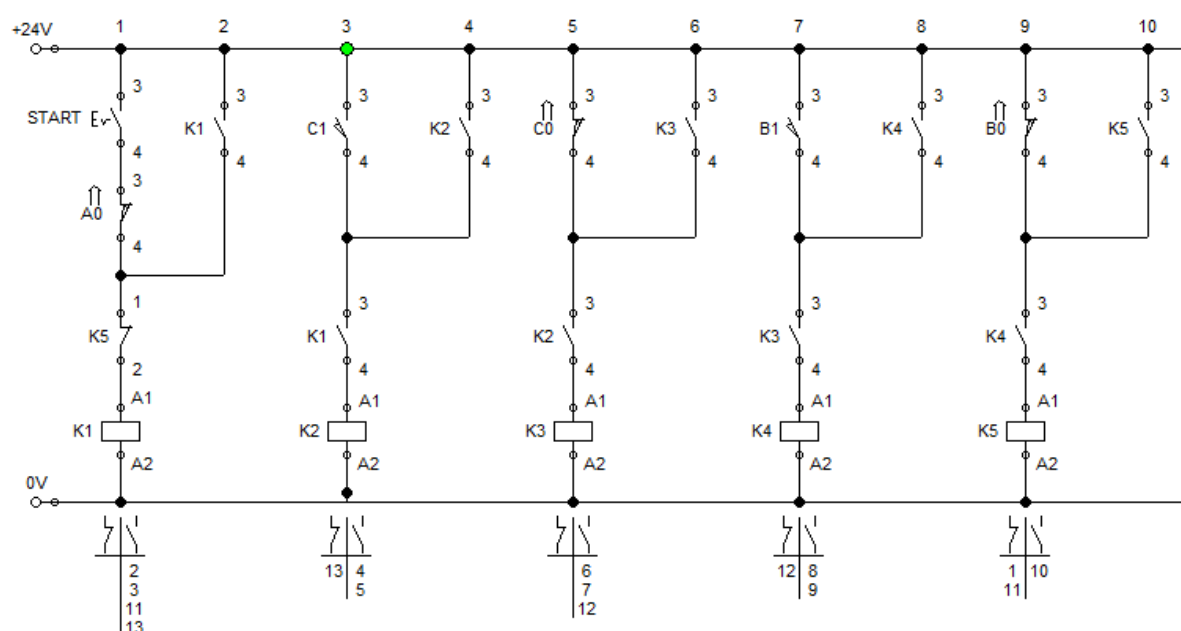 1 2 3 4 5 6 7 8 9 10
+24V
3 3 3 3 3 3 3 3 3 3
START K1 C1 K2 C0 K3 B1 K4 B0 K5
4 4 4 4 4 4 4 4 4 4
3
A0
4
1 3 3 3 3
K5 K1 K2 K3 K4
2 4 4 4 4
A1 A1 A1 A1 A1
K1 K2 K3 K4 K5
A2 A2 A2 A2 A2
0V
2 13 4 6 12 8 1 10
3 5 7 9 11
11 12
13